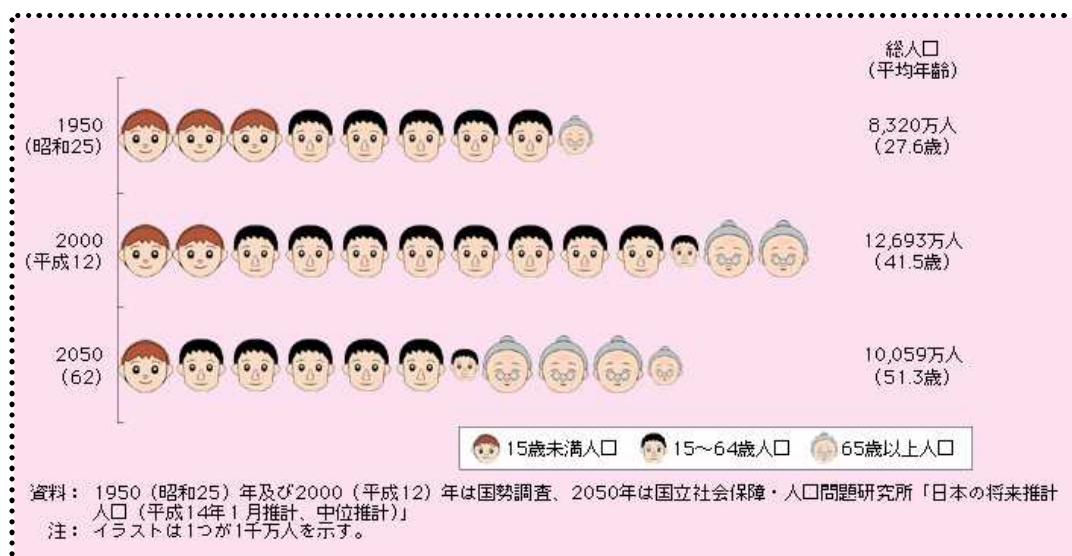 総人口
(平均年齢)
1950
(昭和25)
8,320万人
(27.6歳)
2000
(平成12)
12,693万人
(41.5歳)
2050
(62)
10,059万人
(51.3歳)
15歳未満人口 15～64歳人口 65歳以上人口
資料： 1950（昭和25）年及び2000（平成12）年は国勢調査、2050年は国立社会保障・人口問題研究所「日本の将来推計
人口（平成14年1月推計、中位推計）」
注： イラストは1つが1千万人を示す。